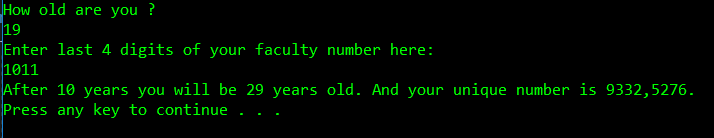 How old are you ?
19
Enter last 4 digits of your faculty number here:
1011
After 10 years you will be 29 years old. And your unique number is 9332,5276.
Press any key to continue . . .